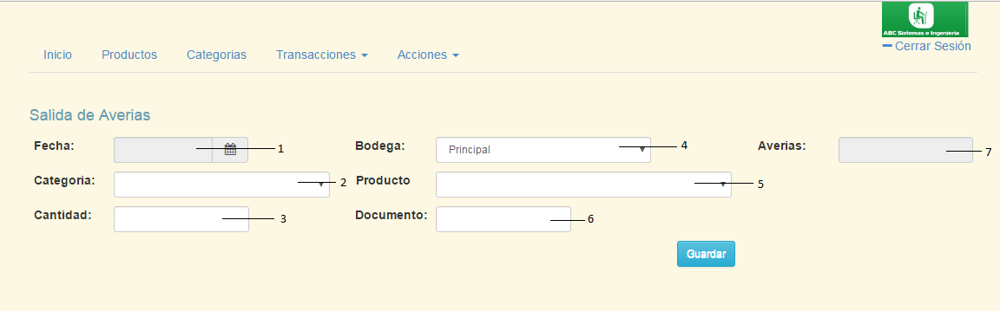 ABC Sistemas e Ingeniería
Cerrar Sesión
Inicio Productos Categorias Transacciones Acciones
Salida de Averias
Fecha: 1 Bodega: Principal 4 Averias: 7
Categoria: 2 Producto 5
Cantidad: 3 Documento: 6
Guardar